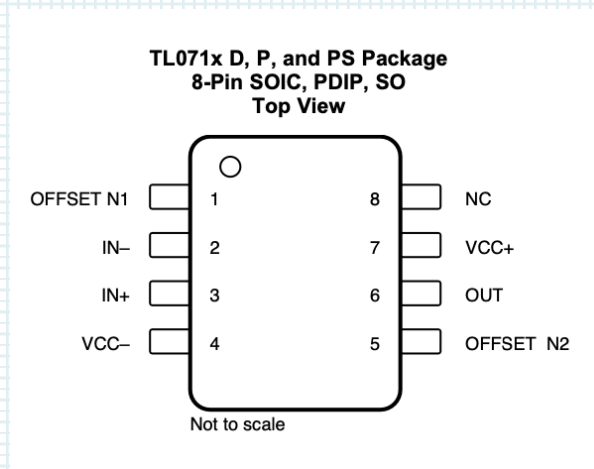 TL071x D, P, and PS Package
8-Pin SOIC, PDIP, SO
Top View
OFFSET N1 1 8 NC
IN– 2 7 VCC+
IN+ 3 6 OUT
VCC– 4 5 OFFSET N2
Not to scale